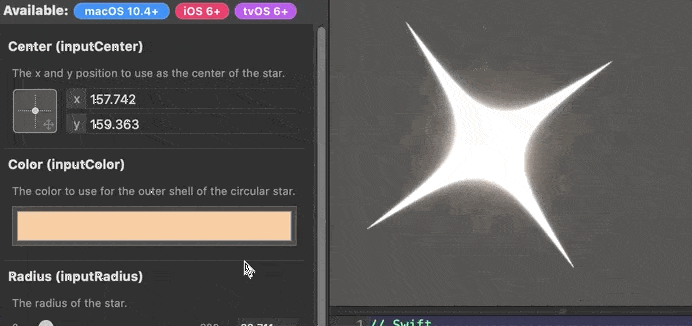 Available: macOS 10.4+ iOS 6+ tvOS 6+
Center (inputCenter)
The x and y position to use as the center of the star.
x 157.742
y 159.363
Color (inputColor)
The color to use for the outer shell of the circular star.
Radius (inputRadius)
The radius of the star.
1 // Swift